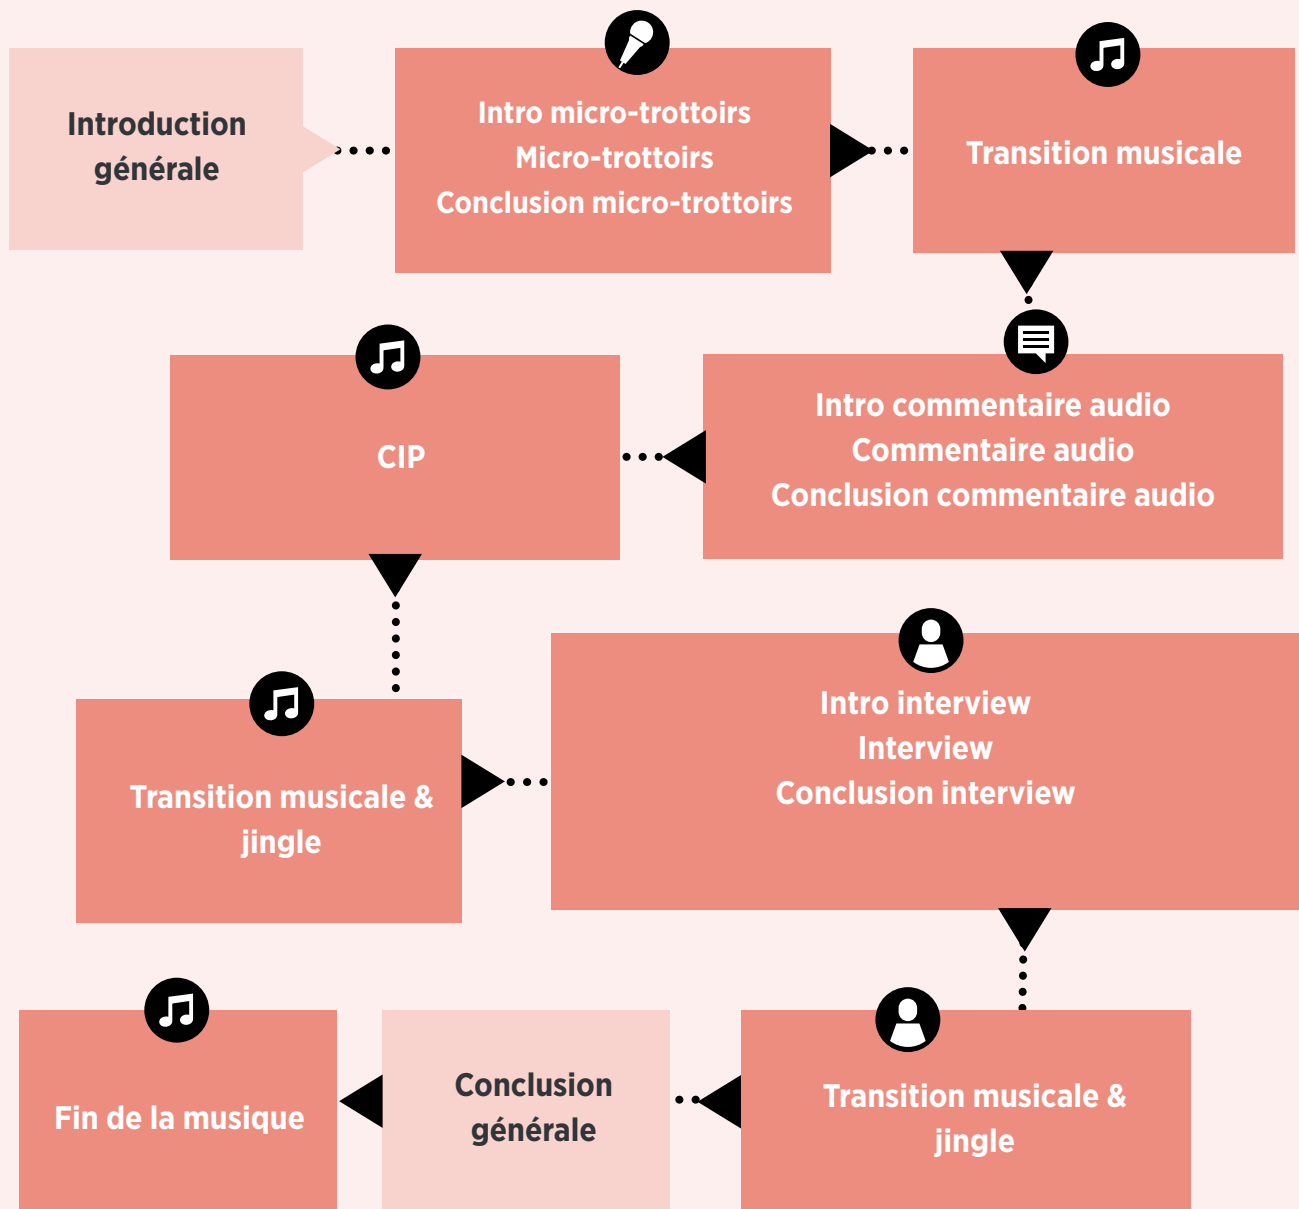 Introduction
générale
Intro micro-trottoirs
Micro-trottoirs
Conclusion micro-trottoirs
Transition musicale
Intro commentaire audio
Commentaire audio
Conclusion commentaire audio
CIP
Transition musicale &
jingle
Intro interview
Interview
Conclusion interview
Transition musicale &
jingle
Conclusion
générale
Fin de la musique